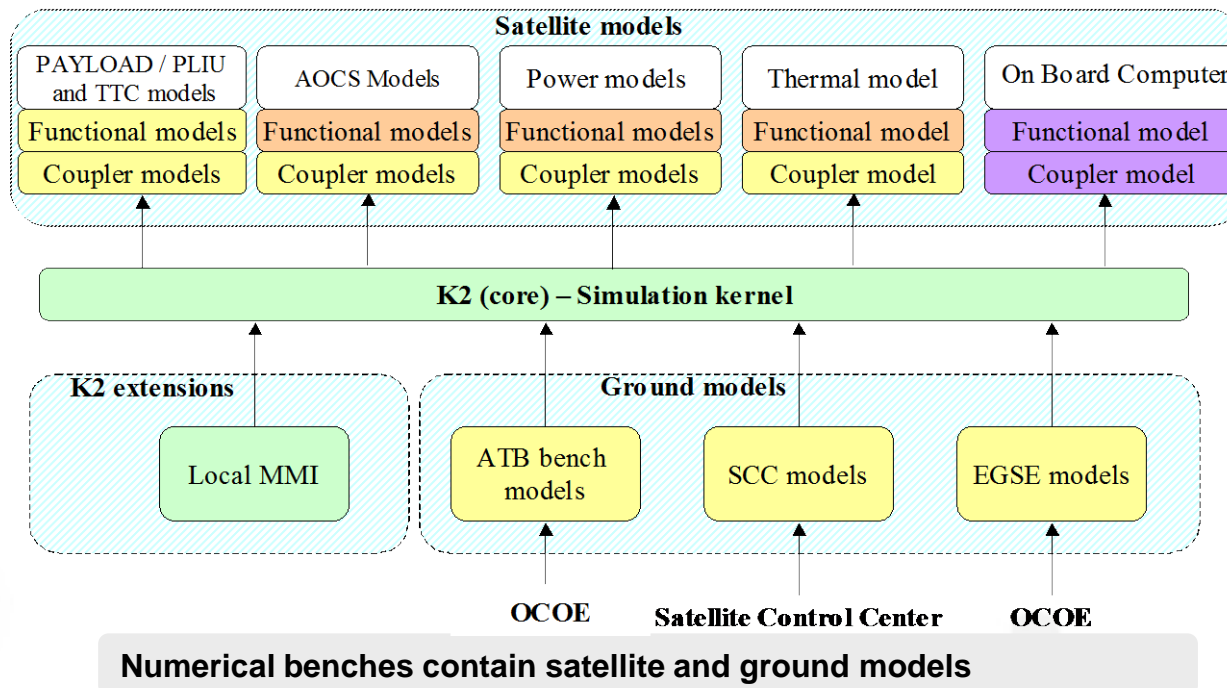 Satellite models
PAYLOAD / PLIU
and TTC models
Functional models
Coupler models
AOCS Models
Functional models
Coupler models
Power models
Functional models
Coupler models
Thermal model
Functional model
Coupler model
On Board Computer
Functional model
Coupler model
K2 (core) – Simulation kernel
K2 extensions
Local MMI
Ground models
ATB bench
models
SCC models
EGSE models
OCOE
Satellite Control Center
OCOE
Numerical benches contain satellite and ground models